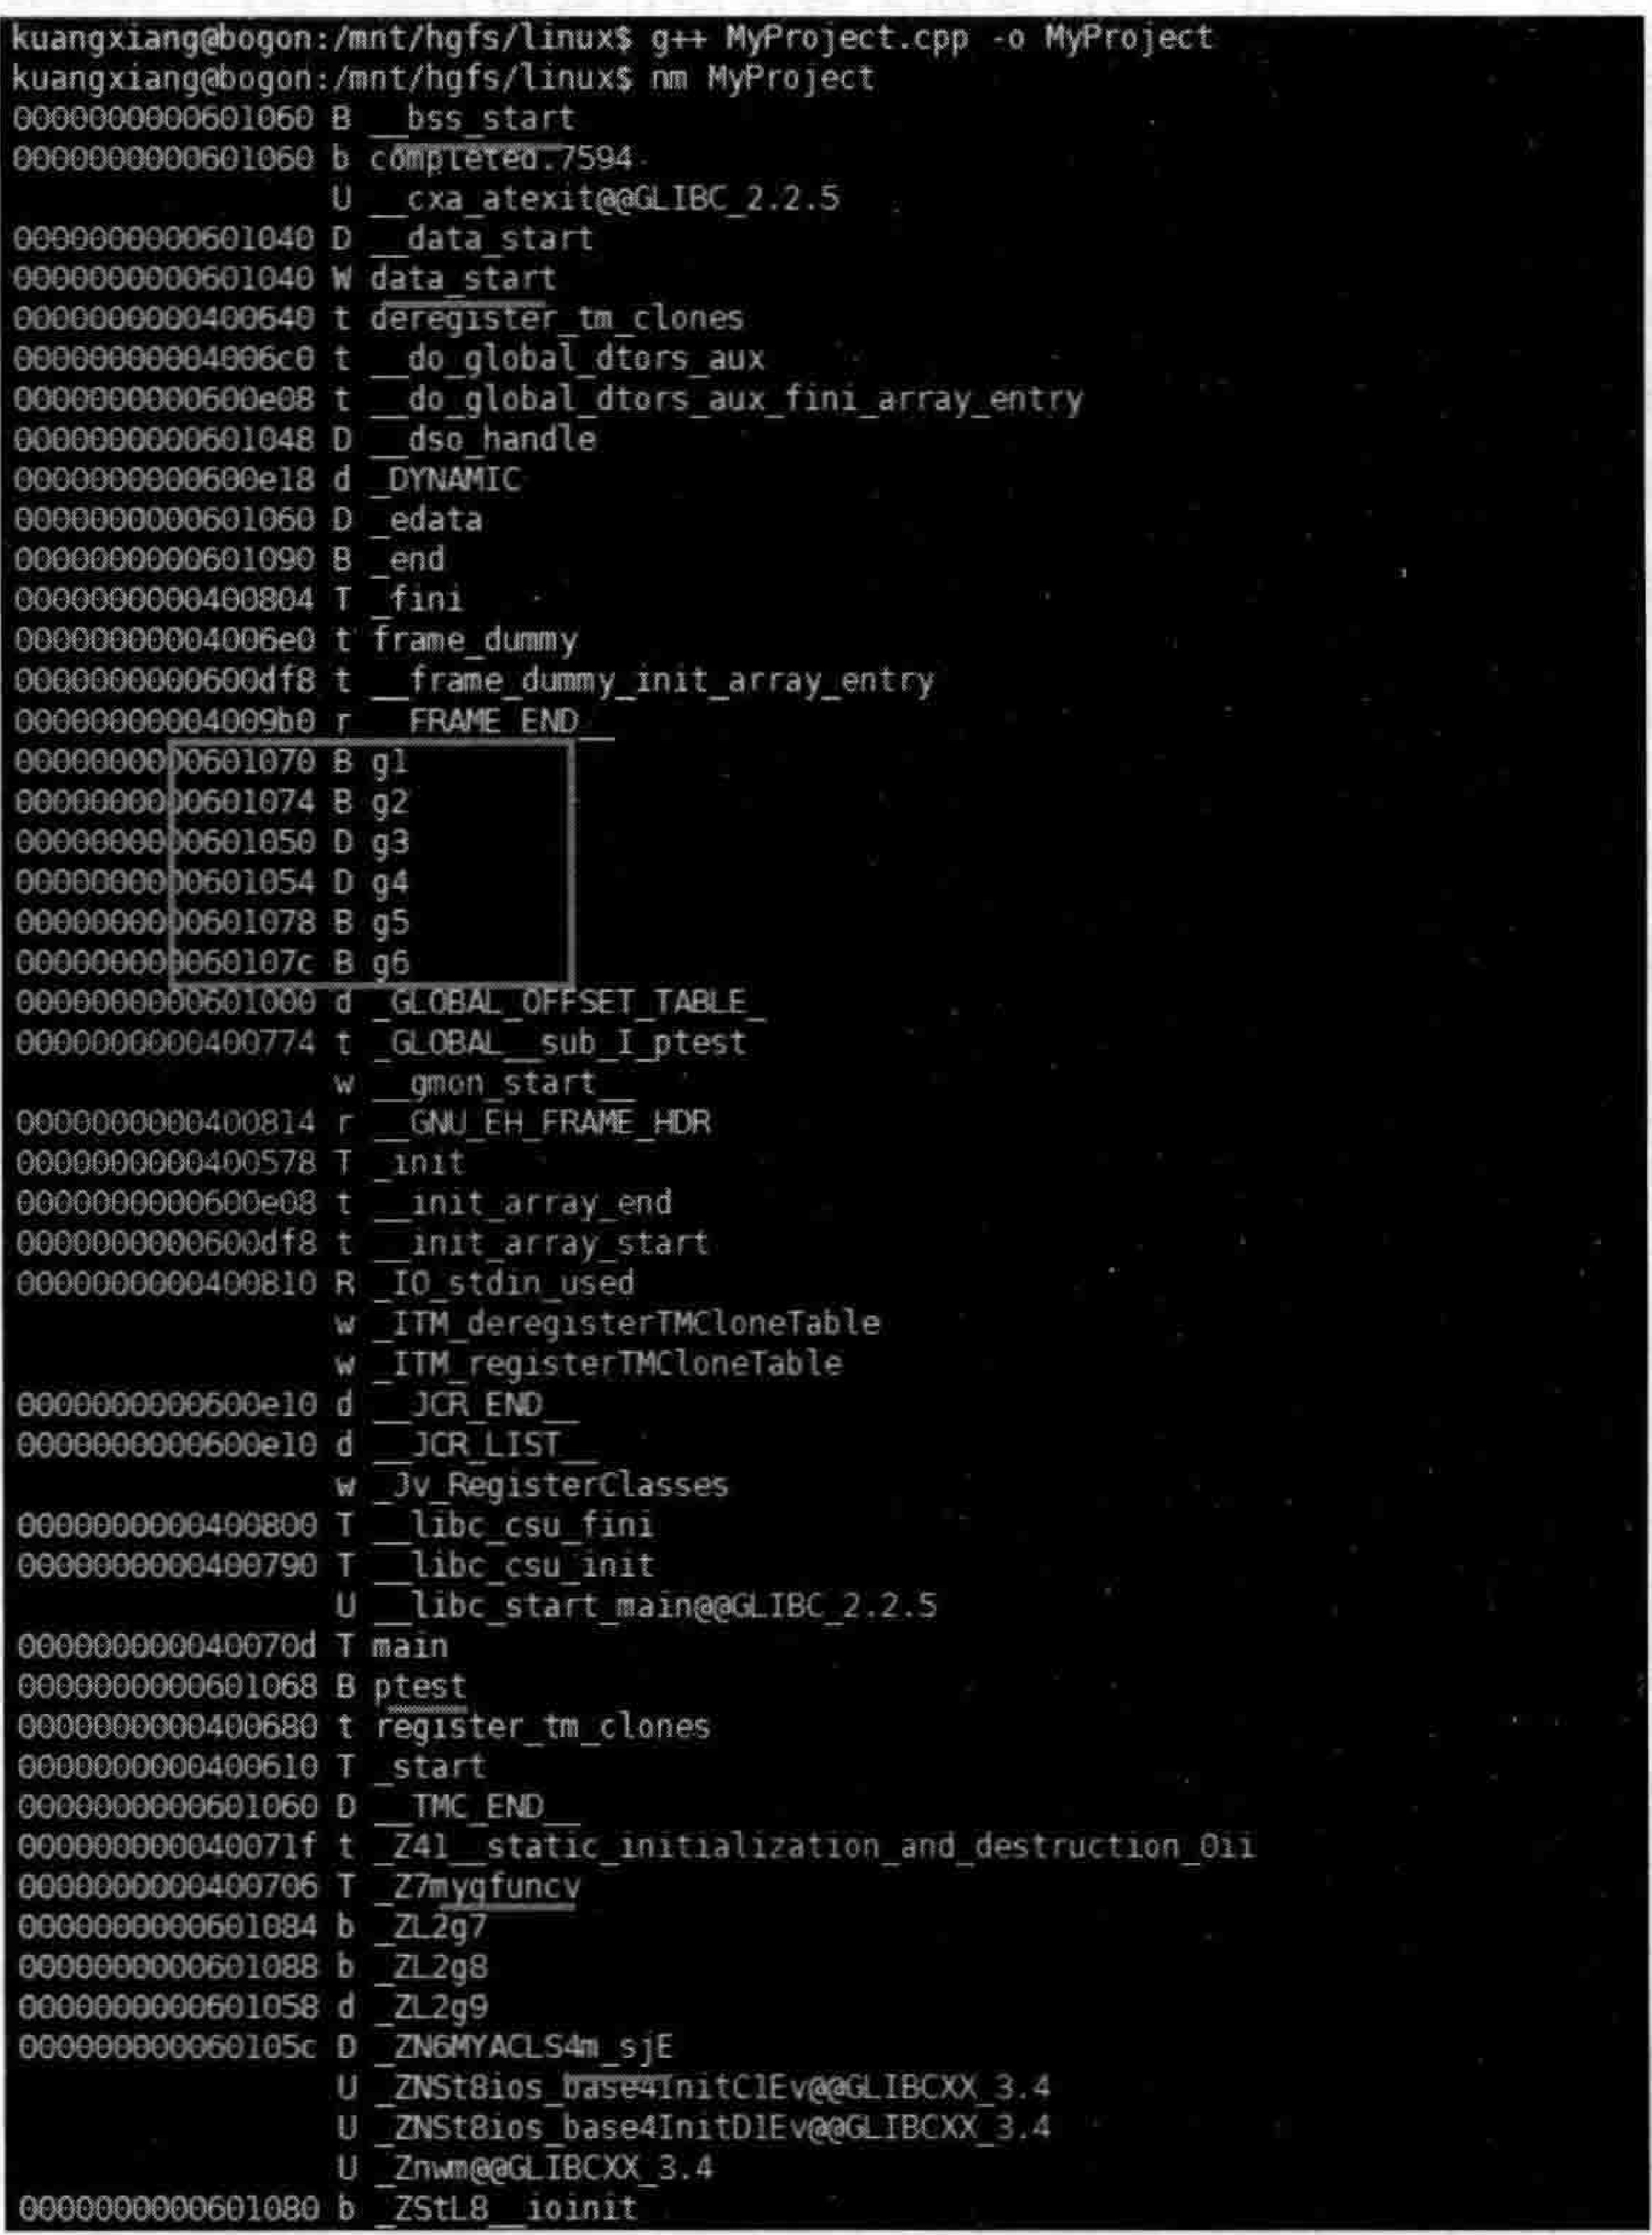 kuangxiang@bogon:/mnt/hgfs/linux$ g++ MyProject.cpp -o MyProject
kuangxiang@bogon:/mnt/hgfs/linux$ nm MyProject
0000000000601060 B __bss_start
0000000000601060 b completed.7594
U __cxa_atexit@@GLIBC_2.2.5
0000000000601040 D __data_start
0000000000601040 W data_start
0000000000400640 t deregister_tm_clones
00000000004006c0 t __do_global_dtors_aux
0000000000600e08 t __do_global_dtors_aux_fini_array_entry
0000000000601048 D __dso_handle
0000000000600e18 d _DYNAMIC
0000000000601060 D _edata
0000000000601090 B _end
0000000000400804 T _fini
00000000004006e0 t frame_dummy
0000000000600df8 t __frame_dummy_init_array_entry
00000000004009b0 r __FRAME_END__
0000000000601070 B g1
0000000000601074 B g2
0000000000601050 D g3
0000000000601054 D g4
0000000000601078 B g5
000000000060107c B g6
0000000000601000 d _GLOBAL_OFFSET_TABLE_
0000000000400774 t _GLOBAL__sub_I_ptest
w __gmon_start__
0000000000400814 r __GNU_EH_FRAME_HDR
0000000000400578 T _init
0000000000600e08 t __init_array_end
0000000000600df8 t __init_array_start
0000000000400810 R _IO_stdin_used
w _ITM_deregisterTMCloneTable
w _ITM_registerTMCloneTable
0000000000600e10 d __JCR_END__
0000000000600e10 d __JCR_LIST__
w _Jv_RegisterClasses
0000000000400800 T __libc_csu_fini
0000000000400790 T __libc_csu_init
U __libc_start_main@@GLIBC_2.2.5
000000000040070d T main
0000000000601068 B ptest
0000000000400680 t register_tm_clones
0000000000400610 T _start
0000000000601060 D __TMC_END__
000000000040071f t _Z41__static_initialization_and_destruction_0ii
0000000000400706 T _Z7mygfuncv
0000000000601084 b _ZL2g7
0000000000601088 b _ZL2g8
0000000000601058 d _ZL2g9
000000000060105c D _ZN6MYACLS4m_sjE
U _ZNSt8ios_base4InitC1Ev@@GLIBCXX_3.4
U _ZNSt8ios_base4InitD1Ev@@GLIBCXX_3.4
U _Znwm@@GLIBCXX_3.4
0000000000601080 b _ZStL8__ioinit